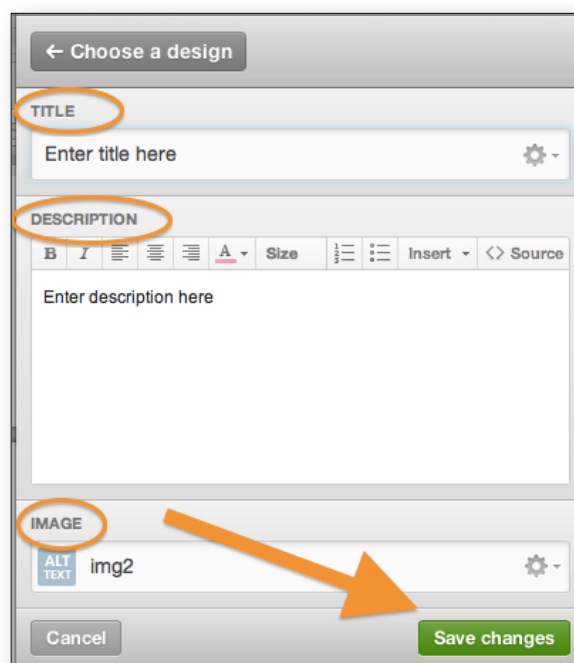 ← Choose a design
TITLE
Enter title here
DESCRIPTION
B I A Size Insert <> Source
Enter description here
IMAGE
ALT TEXT img2
Cancel Save changes